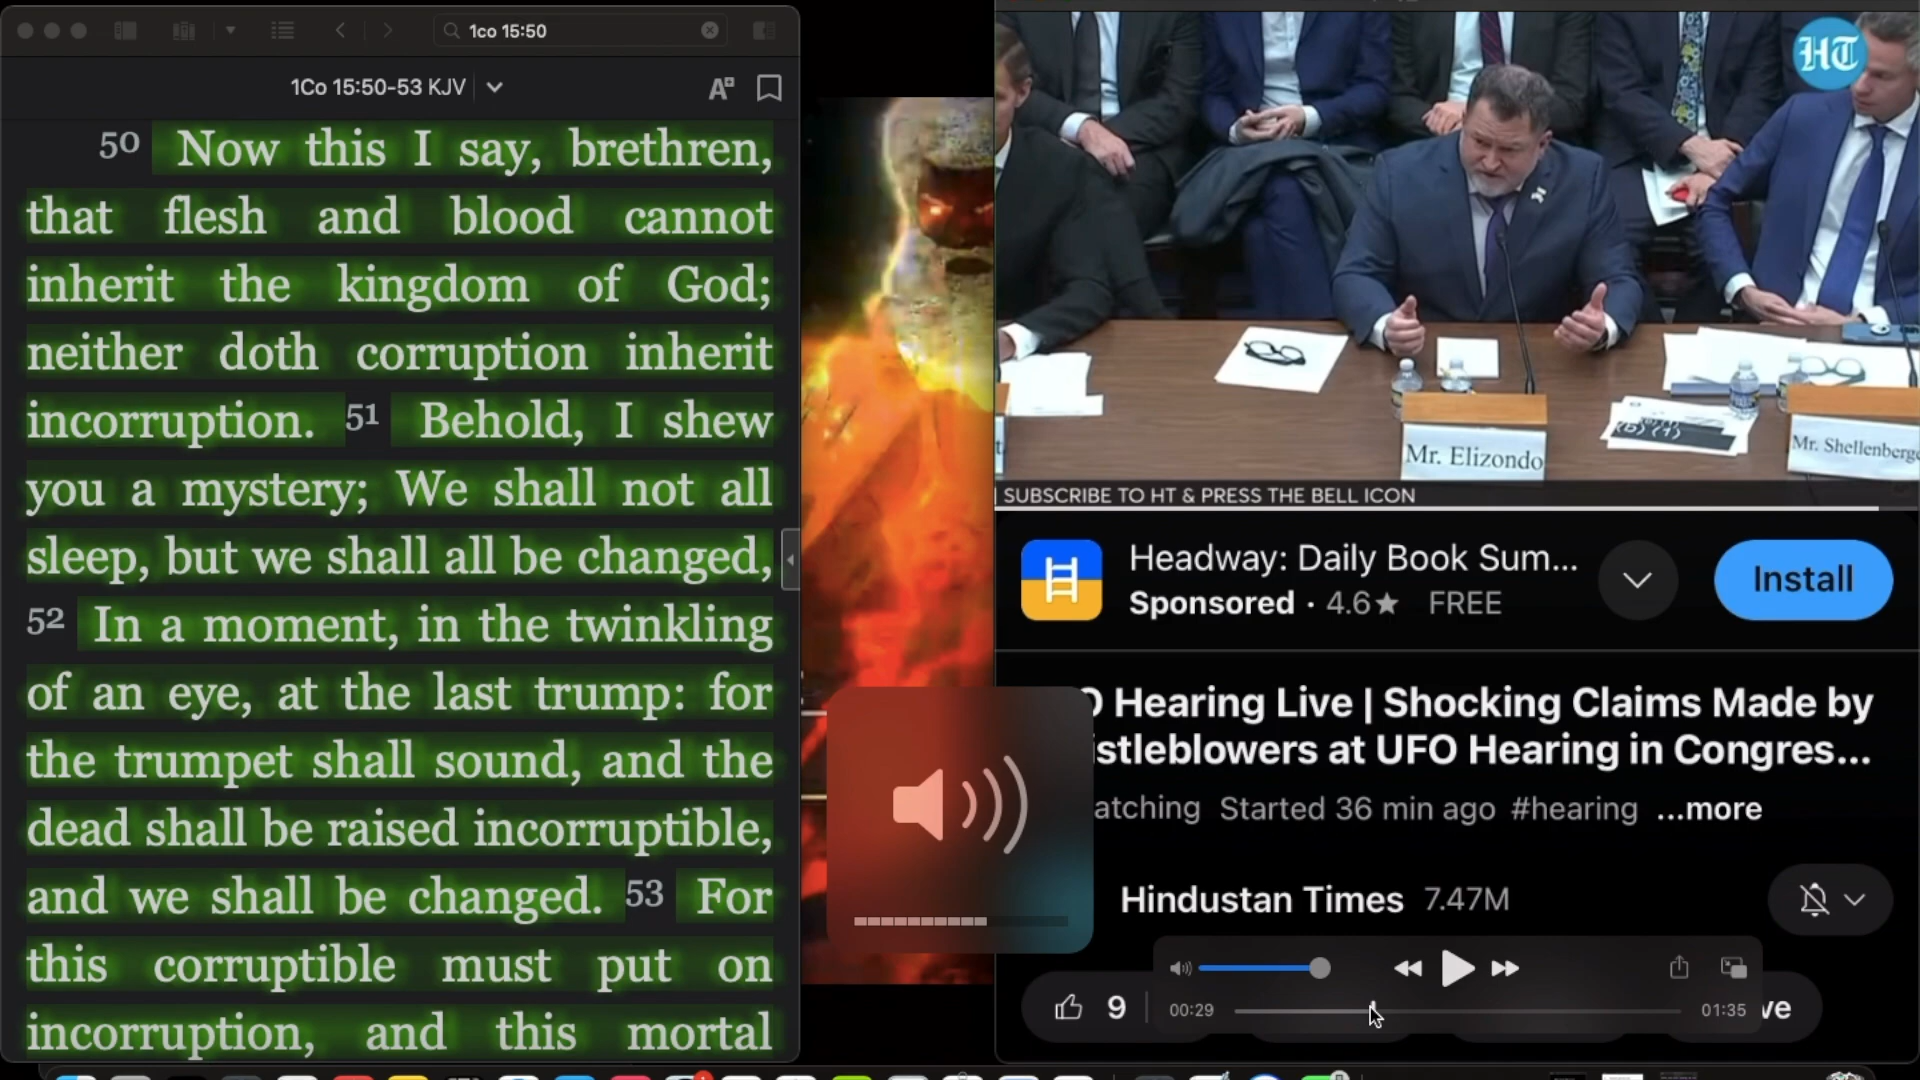 1co 15:50
1Co 15:50-53 KJV
50 Now this I say, brethren,
that flesh and blood cannot
inherit the kingdom of God;
neither doth corruption inherit
incorruption. 51 Behold, I shew
you a mystery; We shall not all
sleep, but we shall all be changed,
52 In a moment, in the twinkling
of an eye, at the last trump: for
the trumpet shall sound, and the
dead shall be raised incorruptible,
and we shall be changed. 53 For
this corruptible must put on
incorruption, and this mortal
HT
Mr. Elizondo
Mr. Shellenberge
(b)(1)
SUBSCRIBE TO HT & PRESS THE BELL ICON
Headway: Daily Book Sum...
Sponsored · 4.6★ FREE
Install
O Hearing Live | Shocking Claims Made by
istleblowers at UFO Hearing in Congres...
atching Started 36 min ago #hearing ...more
Hindustan Times 7.47M
9
00:29
01:35
ve